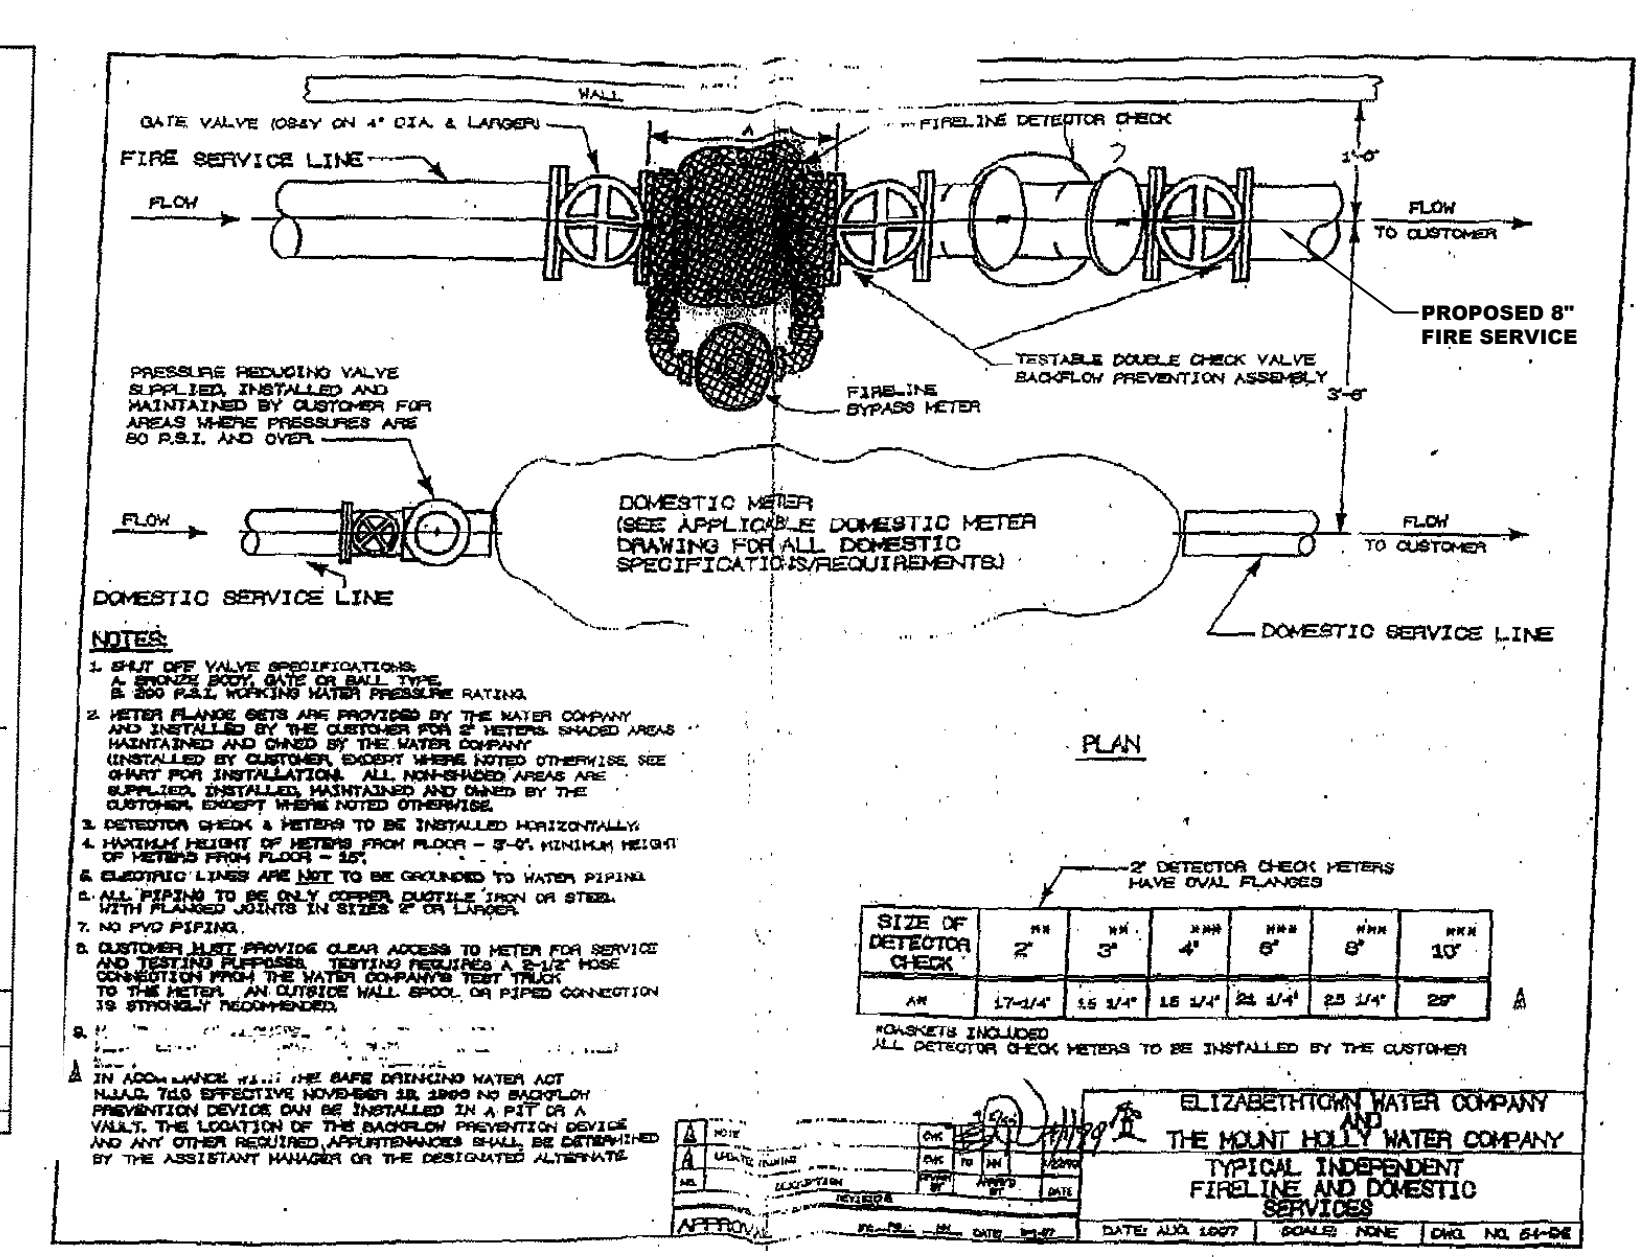 WALL
GATE VALVE (OS&Y ON 4" DIA. & LARGER)
FIRELINE DETECTOR CHECK
A
FIRE SERVICE LINE
1'-0"
FLOW
FLOW
TO CUSTOMER
PROPOSED 8"
FIRE SERVICE
TESTABLE DOUBLE CHECK VALVE
BACKFLOW PREVENTION ASSEMBLY
PRESSURE REDUCING VALVE
SUPPLIED, INSTALLED AND
MAINTAINED BY CUSTOMER FOR
AREAS WHERE PRESSURES ARE
80 P.S.I. AND OVER
FIRELINE
BYPASS METER
DOMESTIC METER
(SEE APPLICABLE DOMESTIC METER
DRAWING FOR ALL DOMESTIC
SPECIFICATIONS/REQUIREMENTS)
FLOW
FLOW
TO CUSTOMER
DOMESTIC SERVICE LINE
DOMESTIC SERVICE LINE
NOTES:
1. SHUT OFF VALVE SPECIFICATIONS:
A. BRONZE BODY, GATE OR BALL TYPE.
B. 200 P.S.I. WORKING WATER PRESSURE RATING.
2. METER FLANGE SETS ARE PROVIDED BY THE WATER COMPANY
AND INSTALLED BY THE CUSTOMER FOR 2" METERS. SHADED AREAS
MAINTAINED AND OWNED BY THE WATER COMPANY
(INSTALLED BY CUSTOMER, EXCEPT WHERE NOTED OTHERWISE, SEE
CHART FOR INSTALLATION). ALL NON-SHADED AREAS ARE
SUPPLIED, INSTALLED, MAINTAINED AND OWNED BY THE
CUSTOMER, EXCEPT WHERE NOTED OTHERWISE.
3. DETECTOR CHECK & METERS TO BE INSTALLED HORIZONTALLY.
4. MAXIMUM HEIGHT OF METERS FROM FLOOR - 3'-0". MINIMUM HEIGHT
OF METERS FROM FLOOR - 15".
5. ELECTRIC LINES ARE NOT TO BE GROUNDED TO WATER PIPING
6. ALL PIPING TO BE ONLY COPPER, DUCTILE IRON OR STEEL
WITH FLANGED JOINTS IN SIZES 2" OR LARGER.
7. NO PVC PIPING.
8. CUSTOMER MUST PROVIDE CLEAR ACCESS TO METER FOR SERVICE
AND TESTING PURPOSES. TESTING REQUIRES A 2-1/2" HOSE
CONNECTION FROM THE WATER COMPANY'S TEST TRUCK
TO THE METER. AN OUTSIDE WALL SPOOL OR PIPED CONNECTION
IS STRONGLY RECOMMENDED.
9.
IN ACCORDANCE WITH THE SAFE DRINKING WATER ACT
N.J.A.C. 7:10 EFFECTIVE NOVEMBER NO BACKFLOW
PREVENTION DEVICE CAN BE INSTALLED IN A PIT OR A
VAULT. THE LOCATION OF THE BACKFLOW PREVENTION DEVICE
AND ANY OTHER REQUIRED APPURTENANCES SHALL BE DETERMINED
BY THE ASSISTANT MANAGER OR THE DESIGNATED ALTERNATE.
PLAN
2" DETECTOR CHECK METERS
HAVE OVAL FLANGES
SIZE OF DETECTOR CHECK ** 2" ** 3" *** 4" *** 6" *** 8" *** 10"
17-1/4" 29"
*GASKETS INCLUDED
ALL DETECTOR CHECK METERS TO BE INSTALLED BY THE CUSTOMER
NOTE
NO. DESCRIPTION DATE
REVISION
APPROVAL DATE:
ELIZABETHTOWN WATER COMPANY
AND
THE MOUNT HOLLY WATER COMPANY
TYPICAL INDEPENDENT
FIRELINE AND DOMESTIC
SERVICES
DATE: AUG. 1997 SCALE: NONE DWG. NO.